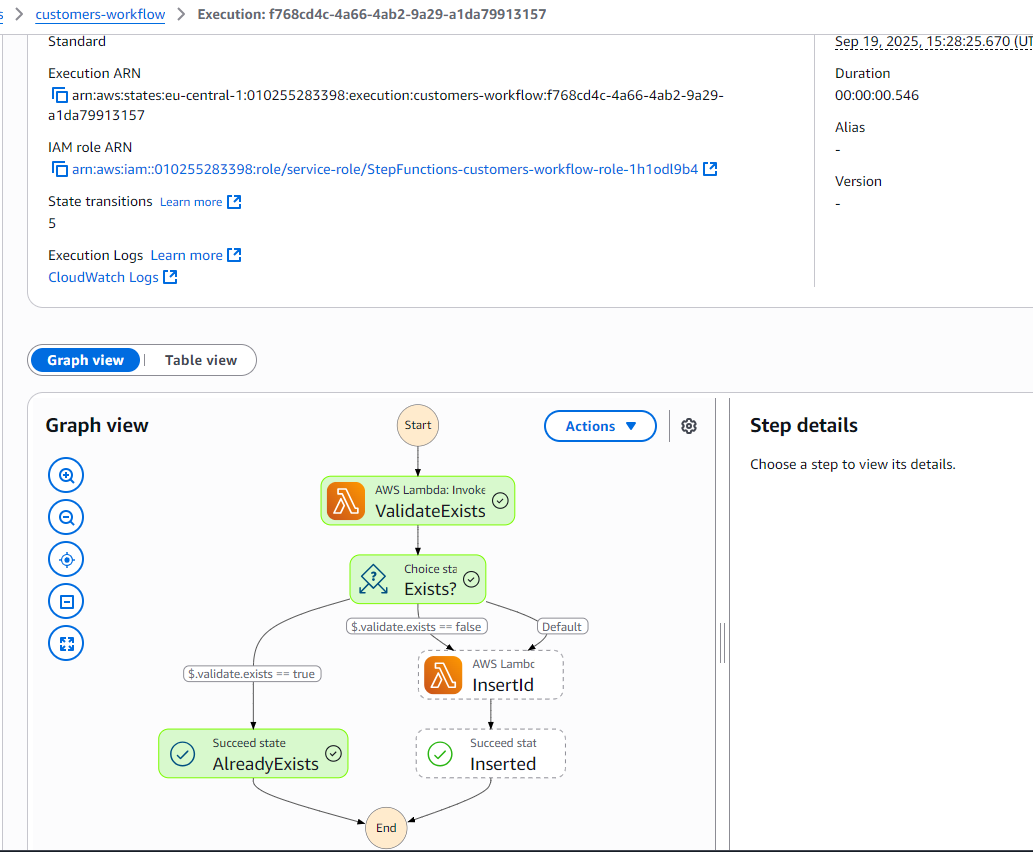 s > customers-workflow > Execution: f768cd4c-4a66-4ab2-9a29-a1da79913157
Standard
Execution ARN
arn:aws:states:eu-central-1:010255283398:execution:customers-workflow:f768cd4c-4a66-4ab2-9a29-
a1da79913157
IAM role ARN
arn:aws:iam::010255283398:role/service-role/StepFunctions-customers-workflow-role-1h1odl9b4
State transitions Learn more
5
Execution Logs Learn more
CloudWatch Logs
Sep 19, 2025, 15:28:25.670 (UT
Duration
00:00:00.546
Alias
-
Version
-
Graph view | Table view
Graph view
Actions
Start
AWS Lambda: Invoke
ValidateExists
Choice sta
Exists?
$.validate.exists == false
Default
$.validate.exists == true
AWS Lambc
InsertId
Succeed state
AlreadyExists
Succeed stat
Inserted
End
Step details
Choose a step to view its details.